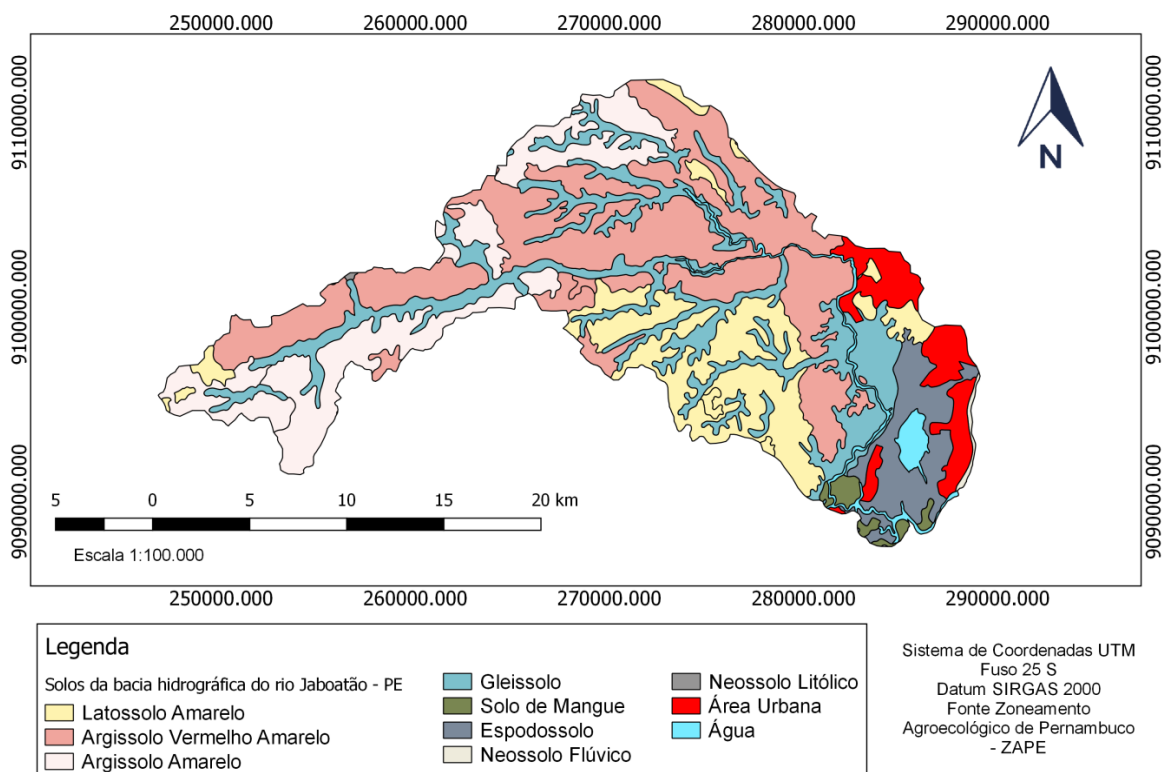 250000.000 260000.000 270000.000 280000.000 290000.000
9110000.000
9110000.000
N
9100000.000
9100000.000
9090000.000
9090000.000
5 0 5 10 15 20 km
Escala 1:100.000
250000.000 260000.000 270000.000 280000.000 290000.000
Legenda
Solos da bacia hidrográfica do rio Jaboatão - PE
Latossolo Amarelo
Argissolo Vermelho Amarelo
Argissolo Amarelo
Gleissolo
Solo de Mangue
Espodossolo
Neossolo Flúvico
Neossolo Litólico
Área Urbana
Água
Sistema de Coordenadas UTM
Fuso 25 S
Datum SIRGAS 2000
Fonte Zoneamento
Agroecológico de Pernambuco
- ZAPE